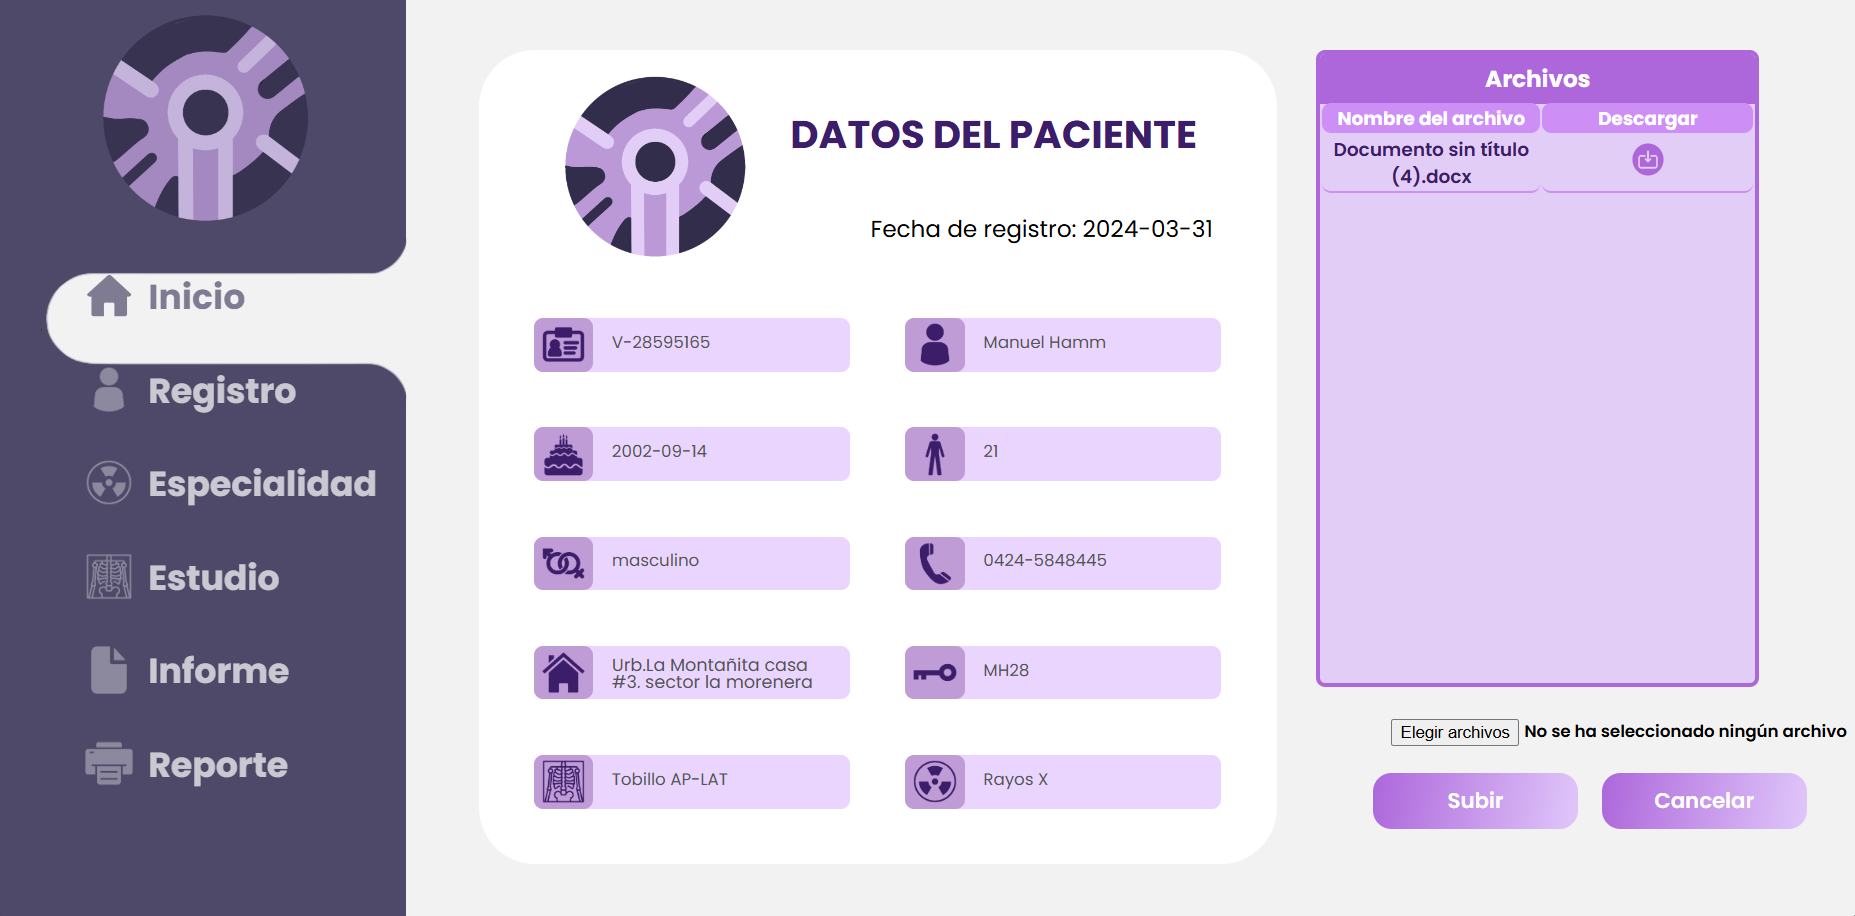 Inicio
Registro
Especialidad
Estudio
Informe
Reporte
DATOS DEL PACIENTE
Fecha de registro: 2024-03-31
V-28595165
Manuel Hamm
2002-09-14
21
masculino
0424-5848445
Urb.La Montañita casa
#3. sector la morenera
MH28
Tobillo AP-LAT
Rayos X
Archivos
Nombre del archivo
Descargar
Documento sin título
(4).docx
Elegir archivos No se ha seleccionado ningún archivo
Subir
Cancelar